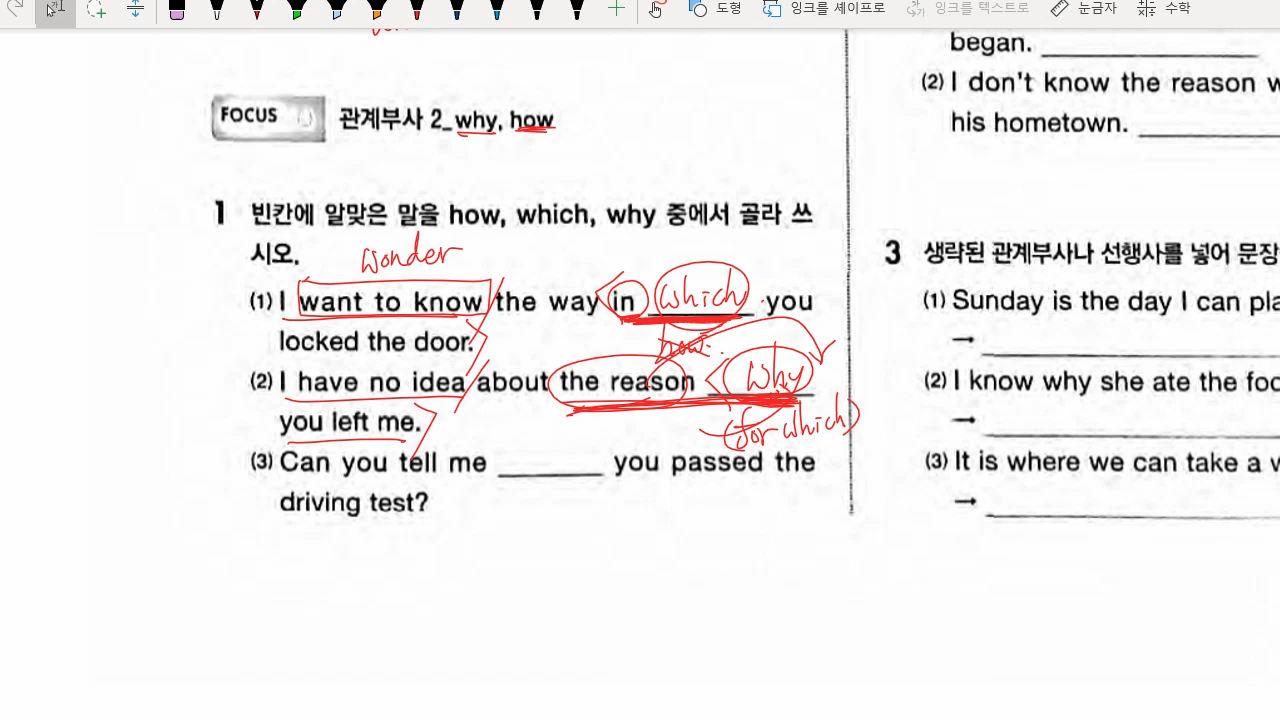 도형
잉크를 셰이프로
잉크를 텍스트로
눈금자
수학
FOCUS 관계부사 2_why, how
1 빈칸에 알맞은 말을 how, which, why 중에서 골라 쓰
시오.
wonder
(1) I want to know the way in which you
locked the door.
how
(2) I have no idea about the reason why
you left me.
(for which)
(3) Can you tell me ________ you passed the
driving test?
began.
(2) I don't know the reason w
his hometown.
3 생략된 관계부사나 선행사를 넣어 문장
(1) Sunday is the day I can pla
→
(2) I know why she ate the foo
→
(3) It is where we can take a w
→